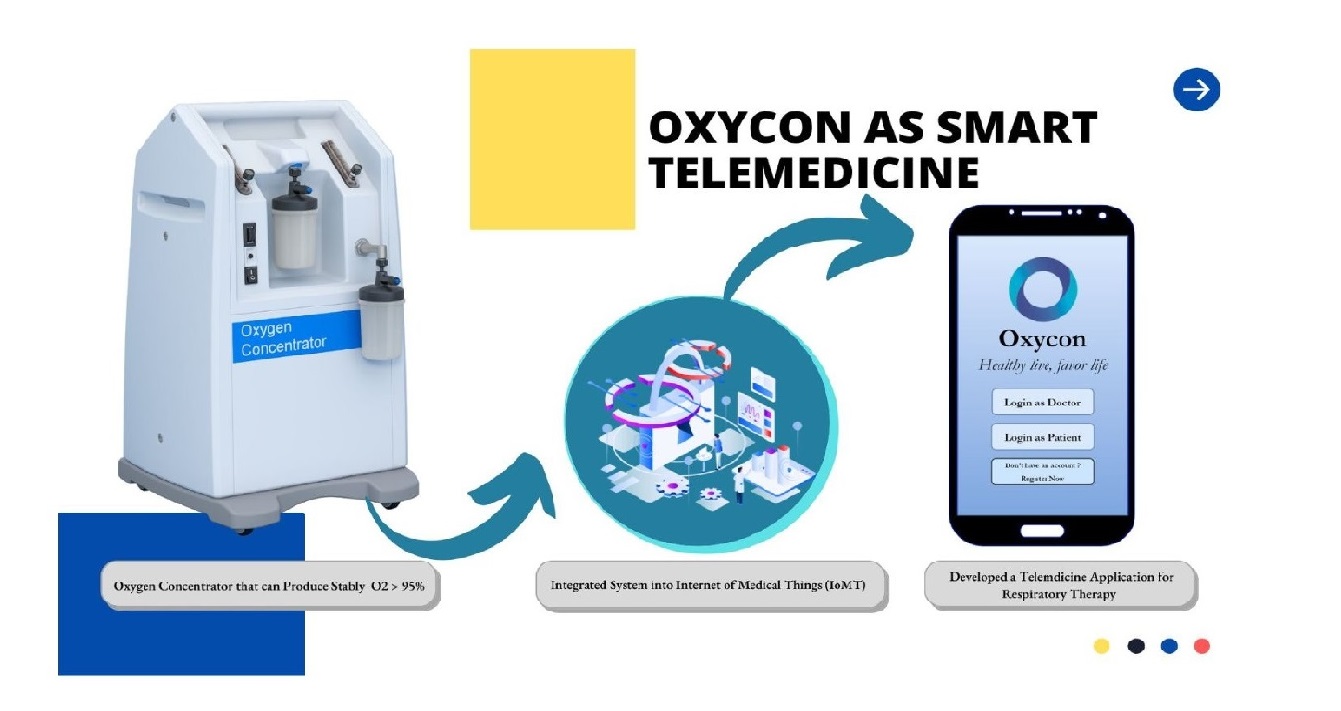 OXYCON AS SMART
TELEMEDICINE
Oxygen
Concentrator
Oxycon
Healthy live, favor life
Login as Doctor
Login as Patient
Don't have an account ?
Register Now
Oxygen Concentrator that can Produce Stably O2 > 95%
Integrated System into Internet of Medical Things (IoMT)
Developed a Telemdicine Application for
Respiratory Therapy